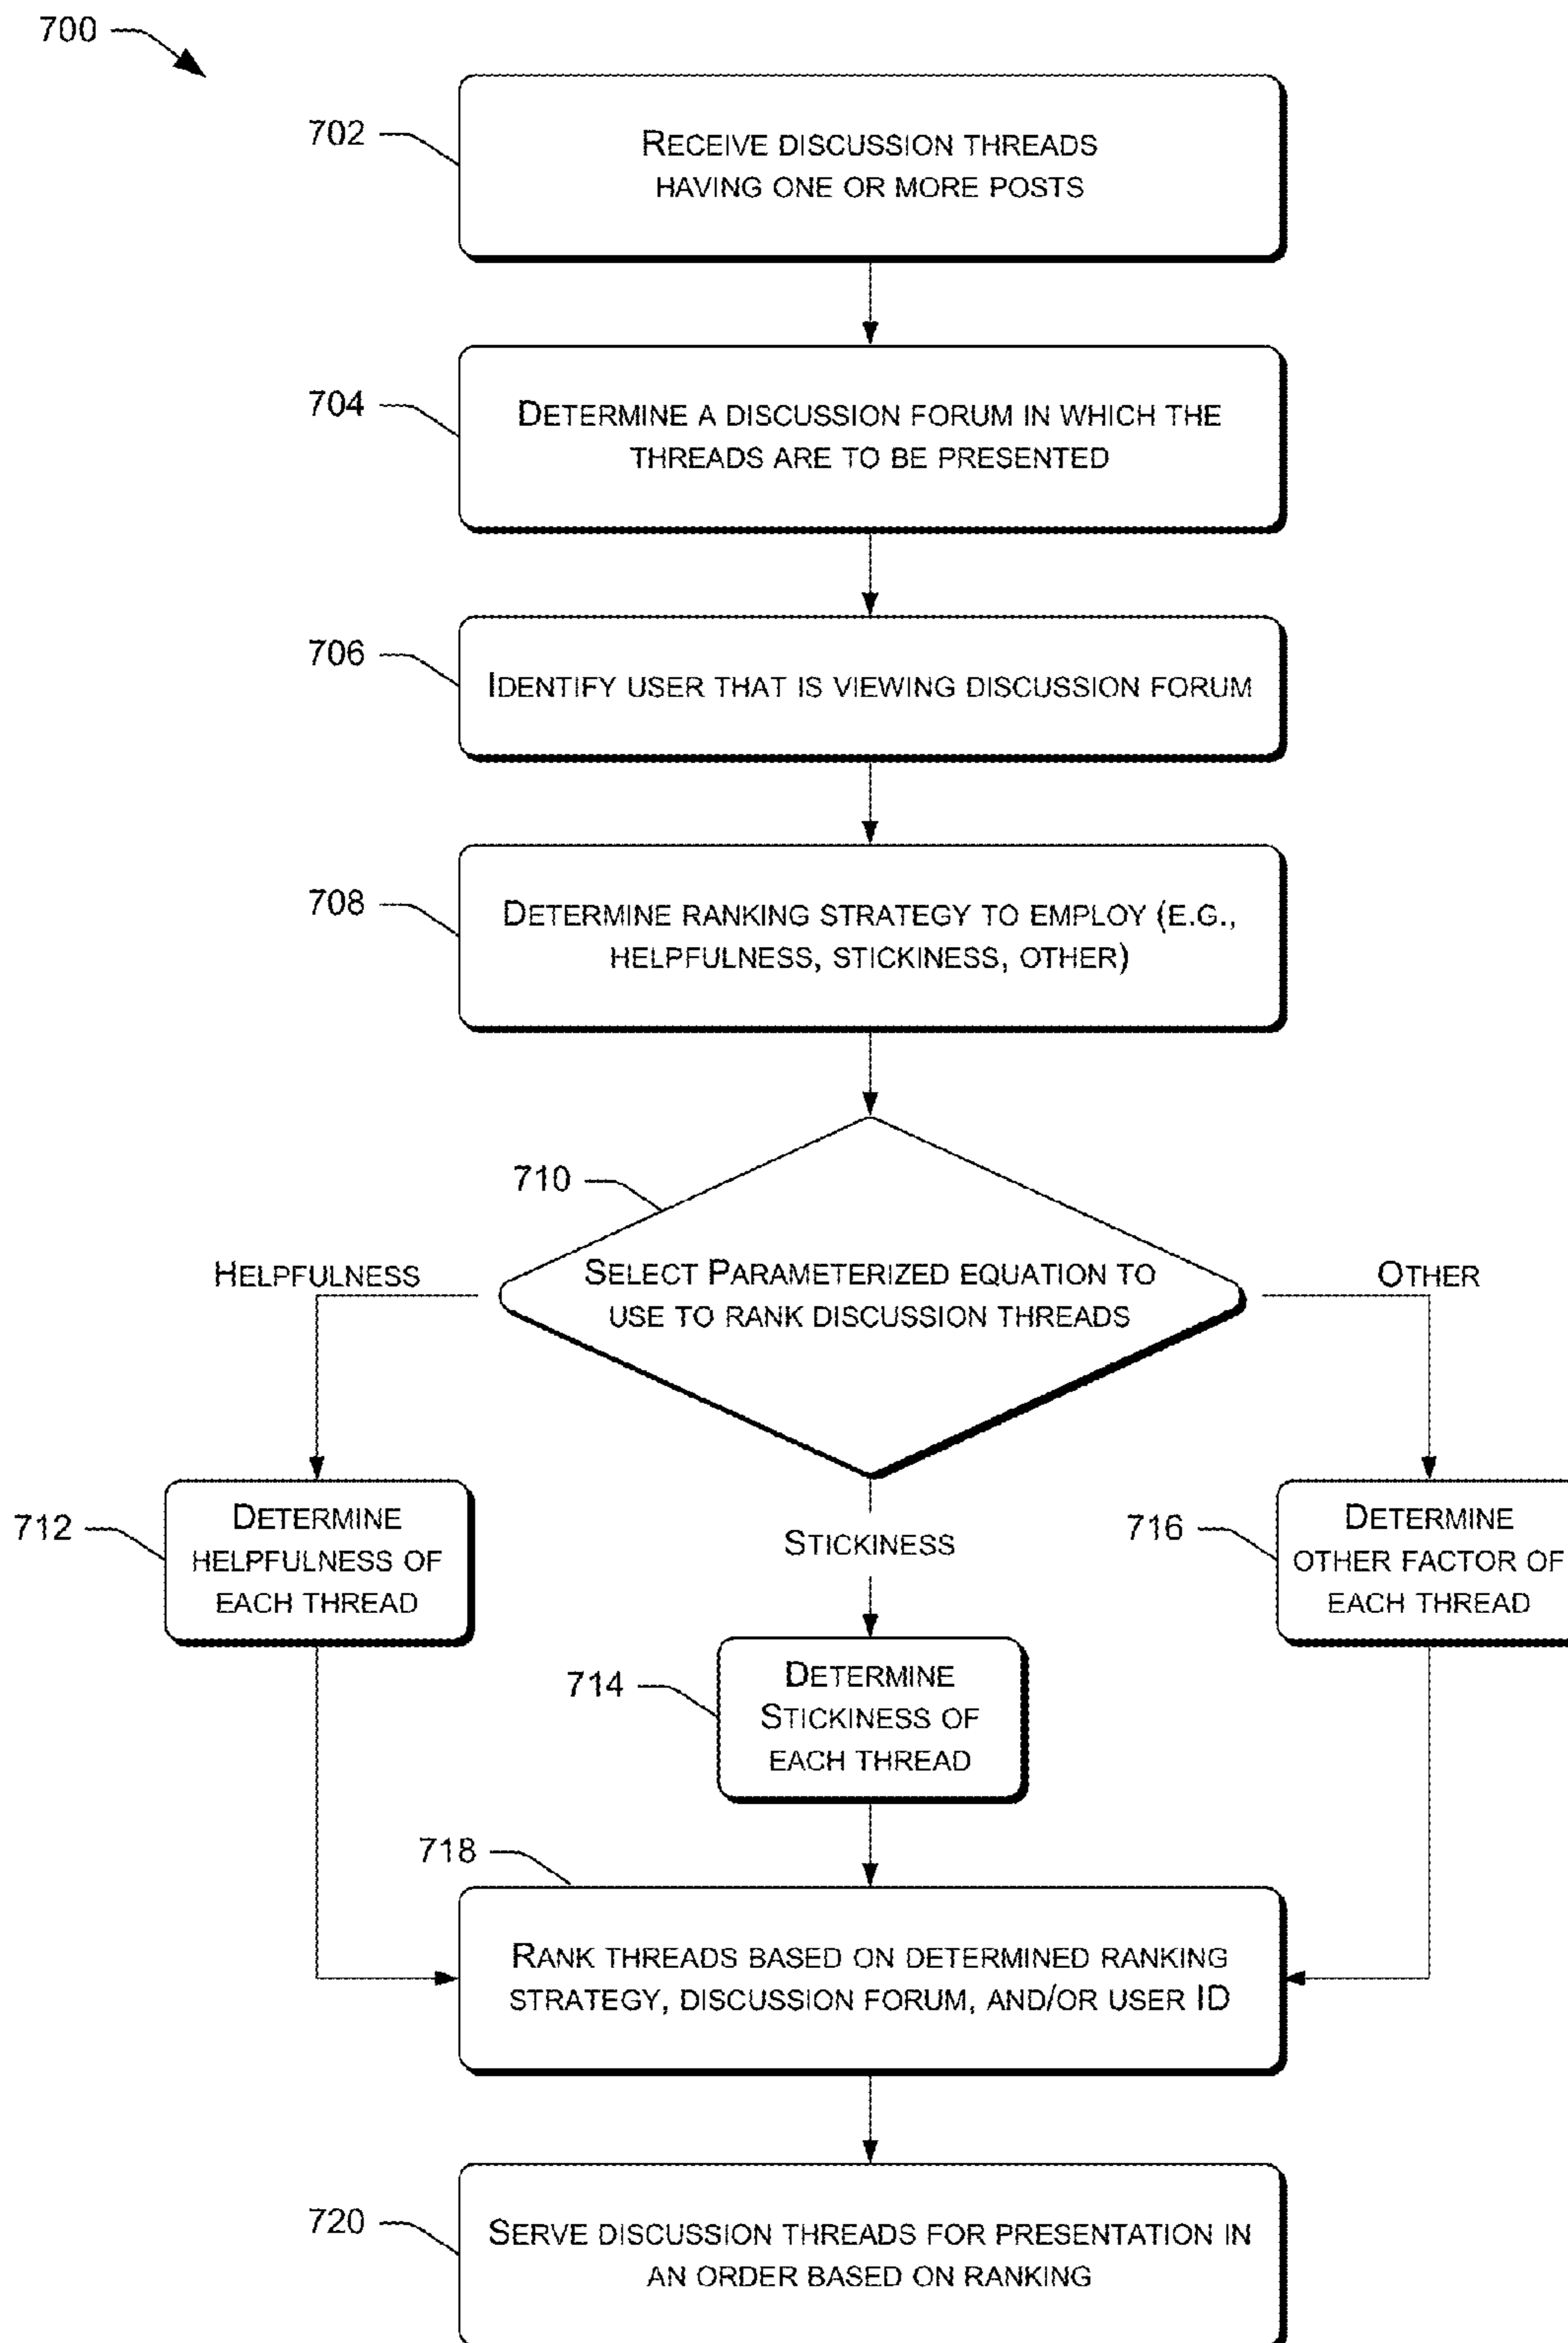 700
702
RECEIVE DISCUSSION THREADS
HAVING ONE OR MORE POSTS
704
DETERMINE A DISCUSSION FORUM IN WHICH THE
THREADS ARE TO BE PRESENTED
706
IDENTIFY USER THAT IS VIEWING DISCUSSION FORUM
708
DETERMINE RANKING STRATEGY TO EMPLOY (E.G.,
HELPFULNESS, STICKINESS, OTHER)
710
SELECT PARAMETERIZED EQUATION TO
USE TO RANK DISCUSSION THREADS
HELPFULNESS
OTHER
712
DETERMINE
HELPFULNESS OF
EACH THREAD
STICKINESS
716
DETERMINE
OTHER FACTOR OF
EACH THREAD
714
DETERMINE
STICKINESS OF
EACH THREAD
718
RANK THREADS BASED ON DETERMINED RANKING
STRATEGY, DISCUSSION FORUM, AND/OR USER ID
720
SERVE DISCUSSION THREADS FOR PRESENTATION IN
AN ORDER BASED ON RANKING